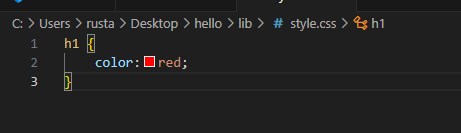 C: > Users > rusta > Desktop > hello > lib > # style.css > h1
1 h1 {
2 color: red;
3 }